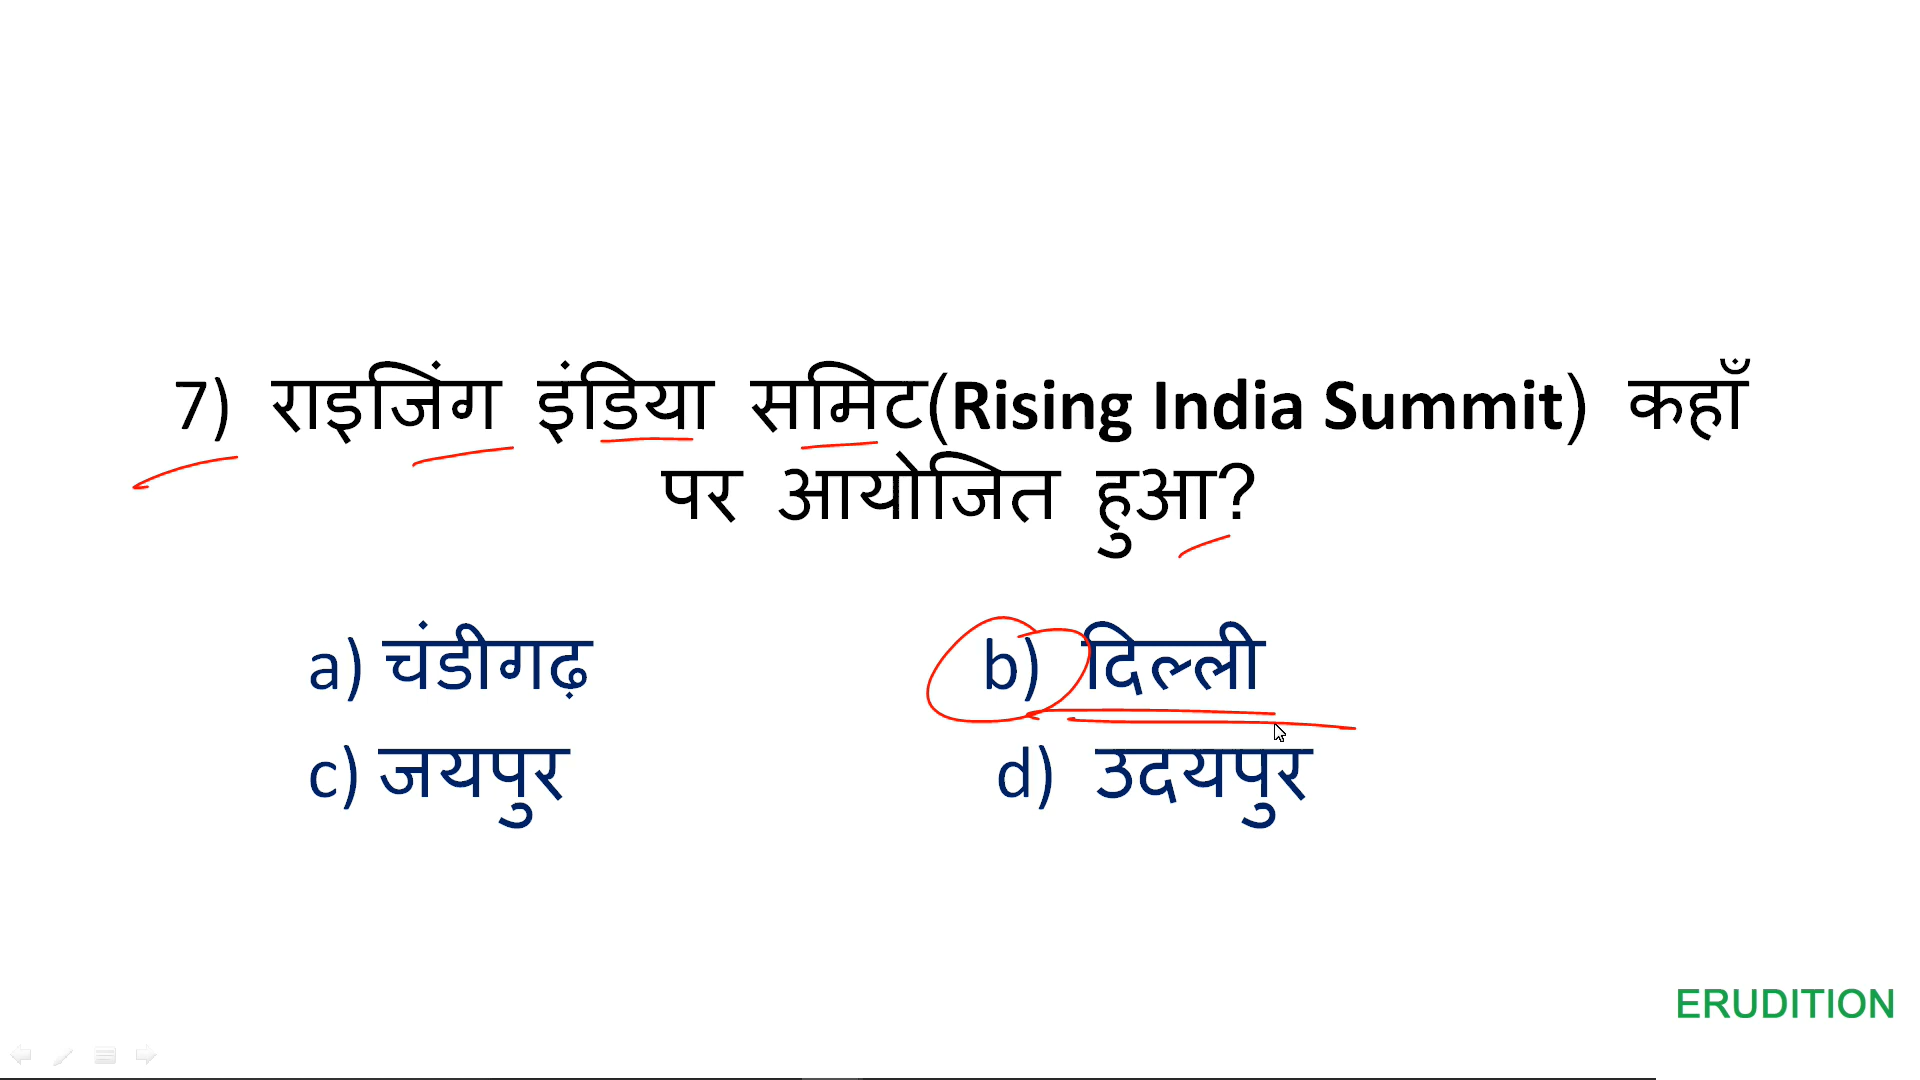 7) राइजिंग इंडिया समिट(Rising India Summit) कहाँ
पर आयोजित हुआ?
a) चंडीगढ़ b) दिल्ली
c) जयपुर d) उदयपुर
ERUDITION